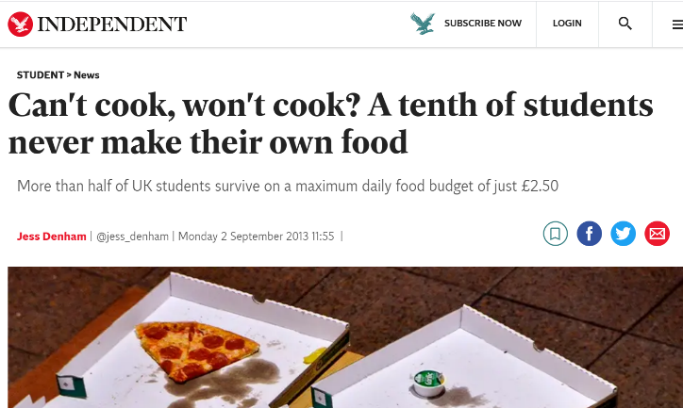 INDEPENDENT
SUBSCRIBE NOW
LOGIN
STUDENT > News
Can't cook, won't cook? A tenth of students
never make their own food
More than half of UK students survive on a maximum daily food budget of just £2.50
Jess Denham | @jess_denham | Monday 2 September 2013 11:55 |